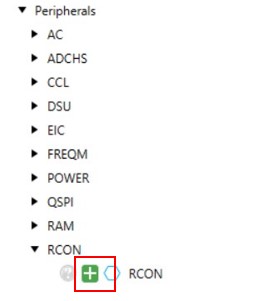 Peripherals
AC
ADCHS
CCL
DSU
EIC
FREQM
POWER
QSPI
RAM
RCON
RCON